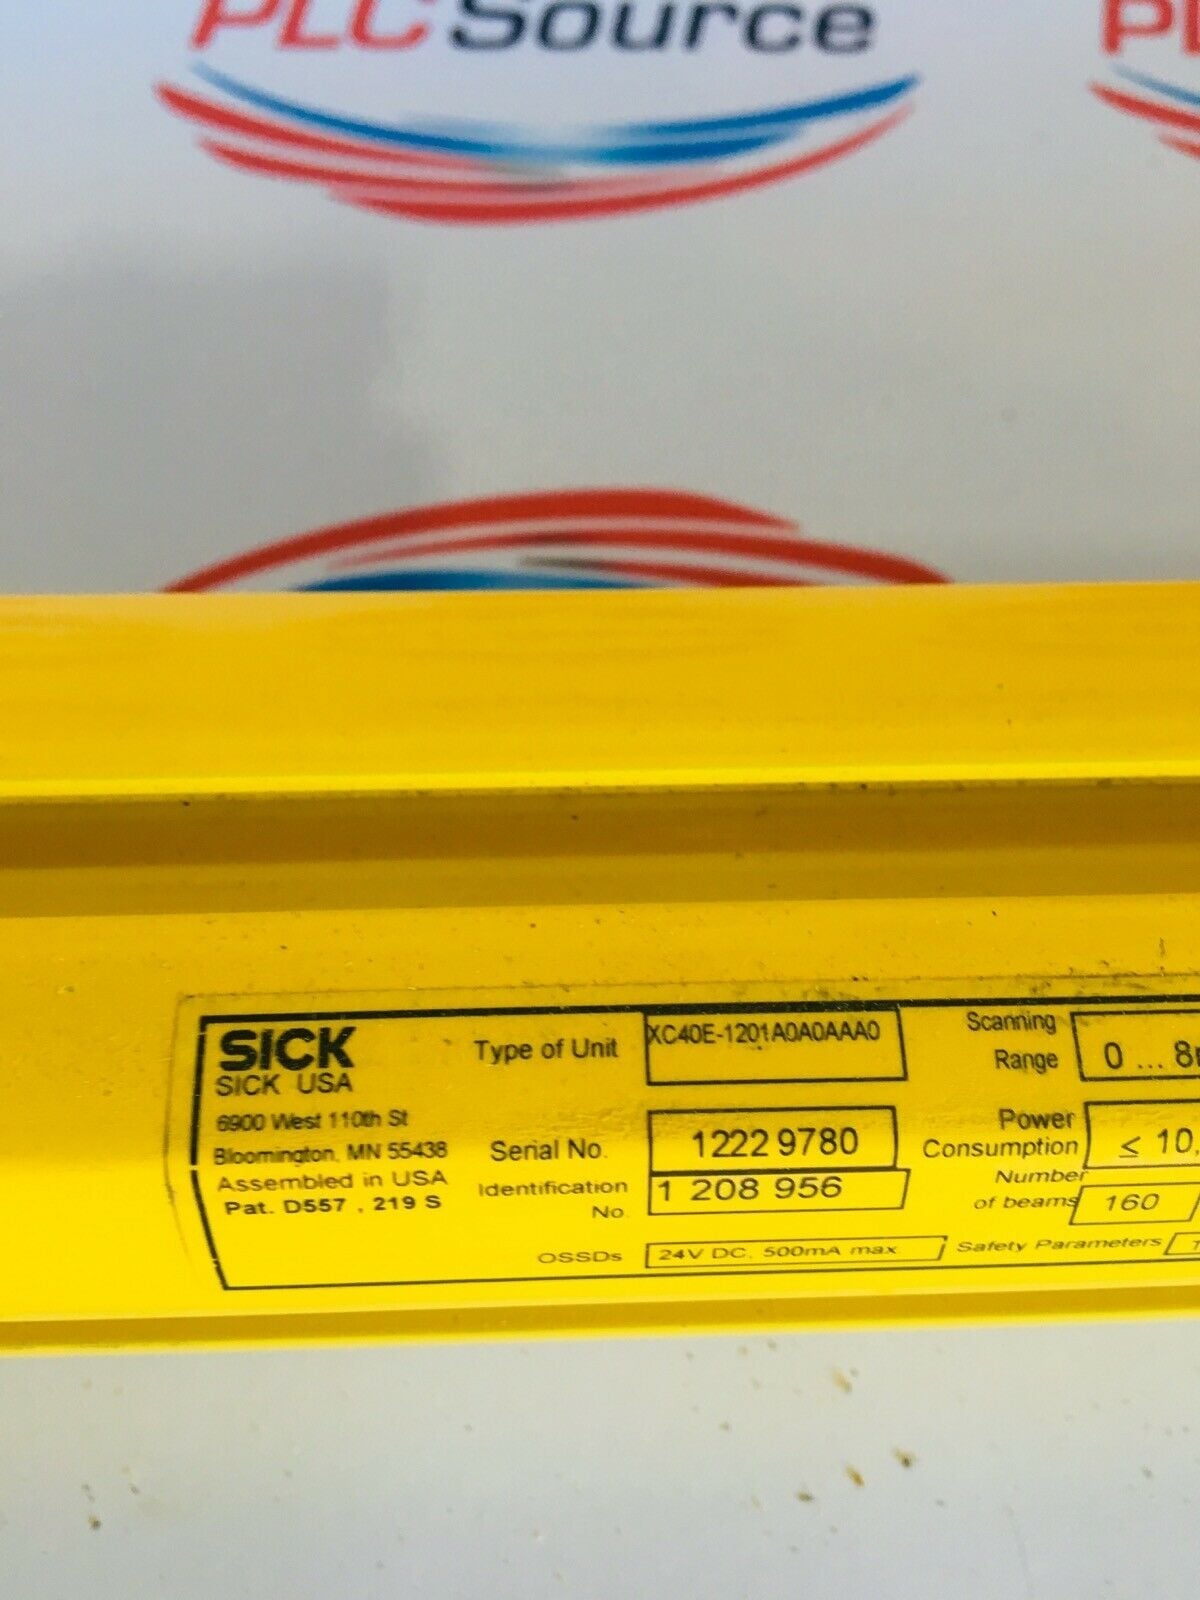 PLC Source
SICK
SICK USA
6900 West 110th St
Bloomington, MN 55438
Assembled in USA
Pat. D557 , 219 S
Type of Unit XC40E-1201A0A0AAA0
Serial No. 1222 9780
Identification No. 1 208 956
OSSDs 24V DC, 500mA max
Scanning Range 0 ... 8
Power Consumption ≤ 10,
Number of beams 160
Safety Parameters